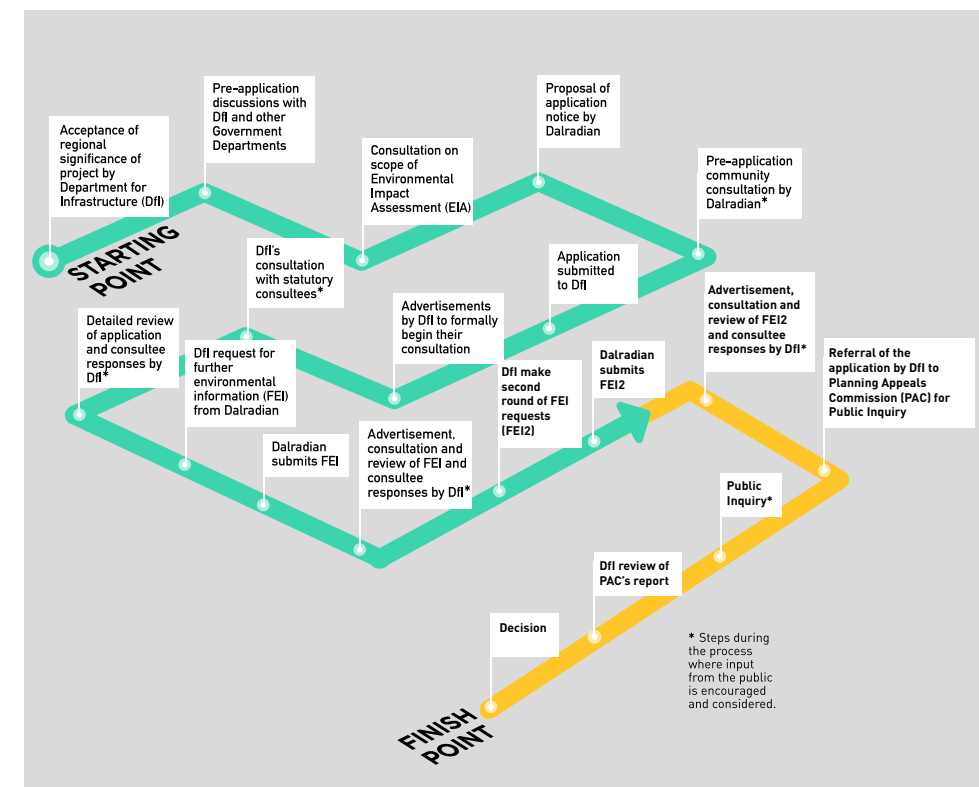 Acceptance of
regional
significance of
project by
Department for
Infrastructure (DfI)
Pre-application
discussions with
DfI and other
Government
Departments
Consultation on
scope of
Environmental
Impact
Assessment (EIA)
Proposal of
application
notice by
Dalradian
Pre-application
community
consultation by
Dalradian*
STARTING
POINT
Application
submitted
to DfI
Advertisements
by DfI to formally
begin their
consultation
DfI's
consultation
with statutory
consultees*
Detailed review
of application
and consultee
responses by
DfI*
DfI request for
further
environmental
information (FEI)
from Dalradian
Dalradian
submits FEI
Advertisement,
consultation and
review of FEI and
consultee
responses by DfI*
DfI make
second
round of FEI
requests
(FEI2)
Dalradian
submits
FEI2
Advertisement,
consultation and
review of FEI2
and consultee
responses by DfI*
Referral of the
application by DfI to
Planning Appeals
Commission (PAC) for
Public Inquiry
Public
Inquiry*
DfI review of
PAC's report
Decision
FINISH
POINT
* Steps during
the process
where input
from the public
is encouraged
and considered.